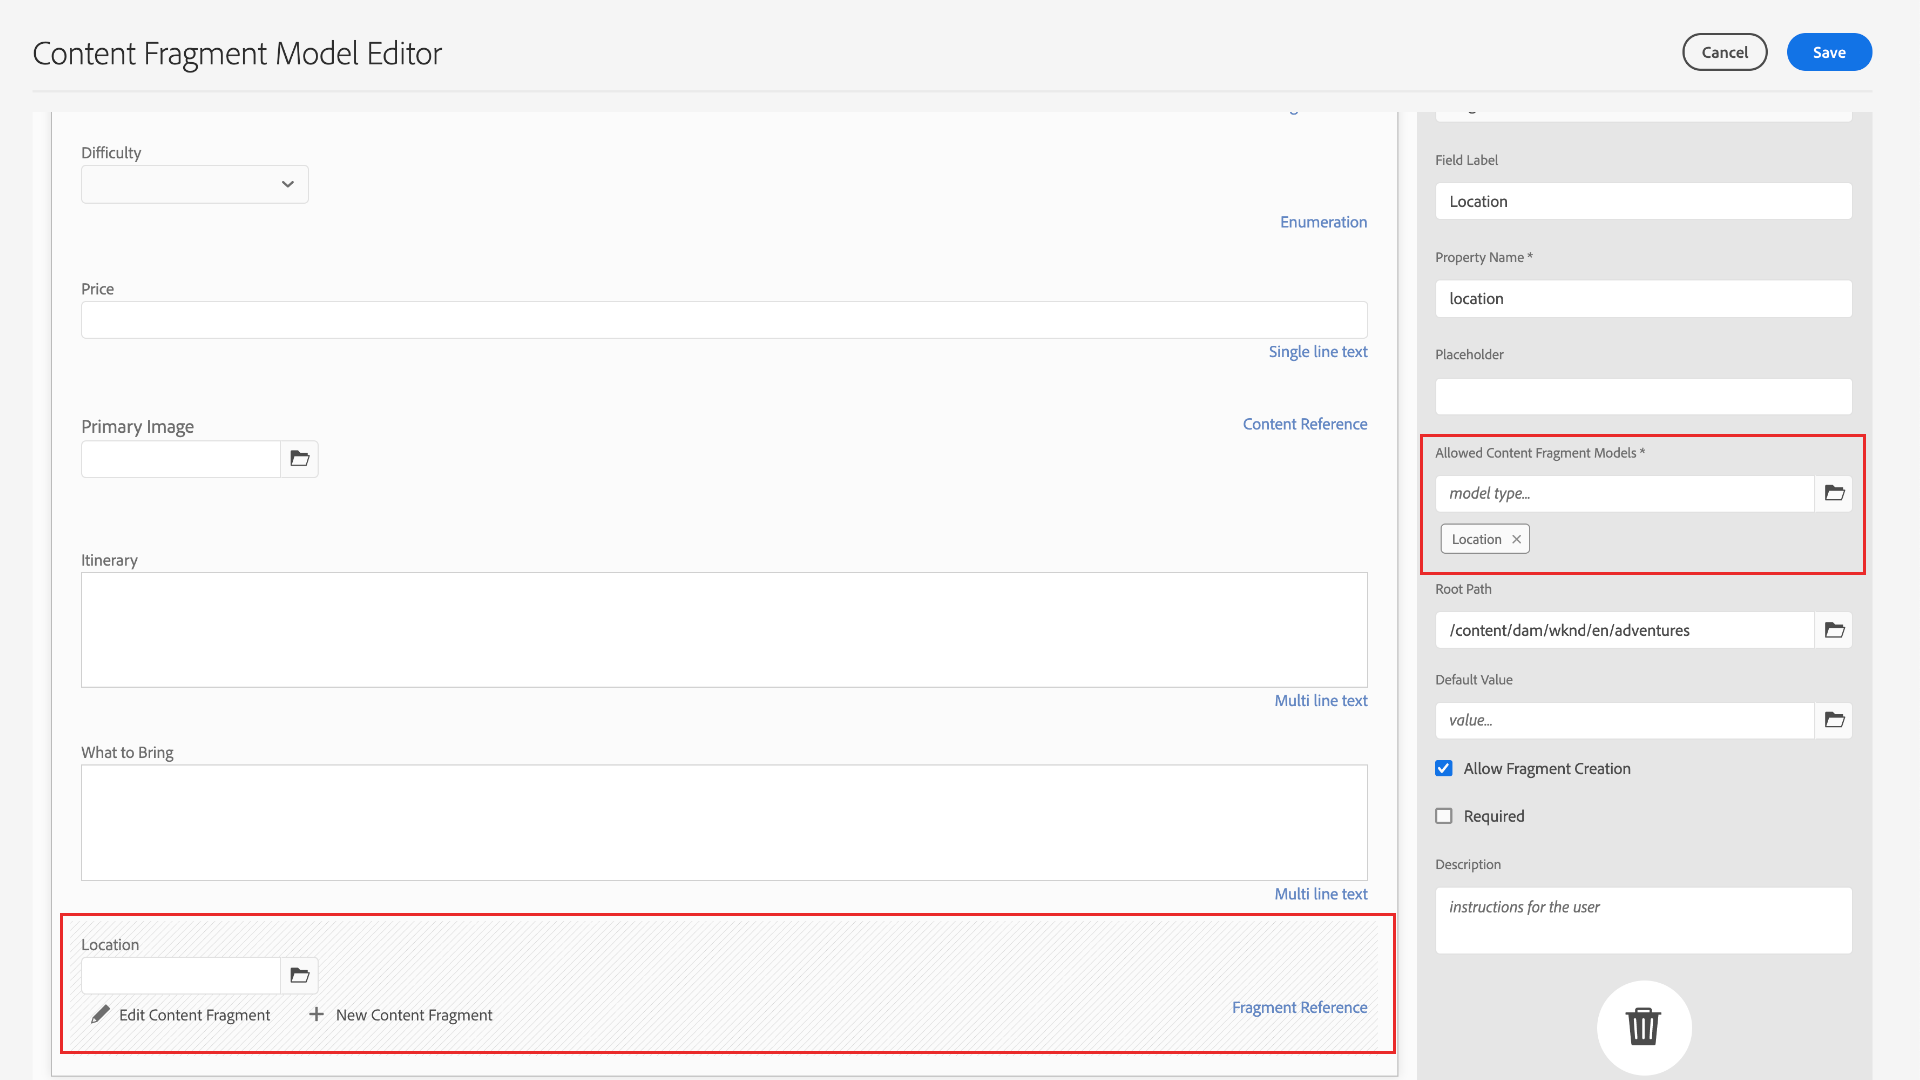 Content Fragment Model Editor
Cancel
Save
Difficulty
Enumeration
Price
Single line text
Primary Image
Content Reference
Itinerary
Multi line text
What to Bring
Multi line text
Location
Edit Content Fragment
New Content Fragment
Fragment Reference
Field Label
Location
Property Name *
location
Placeholder
Allowed Content Fragment Models *
model type...
Location
Root Path
/content/dam/wknd/en/adventures
Default Value
value...
Allow Fragment Creation
Required
Description
instructions for the user